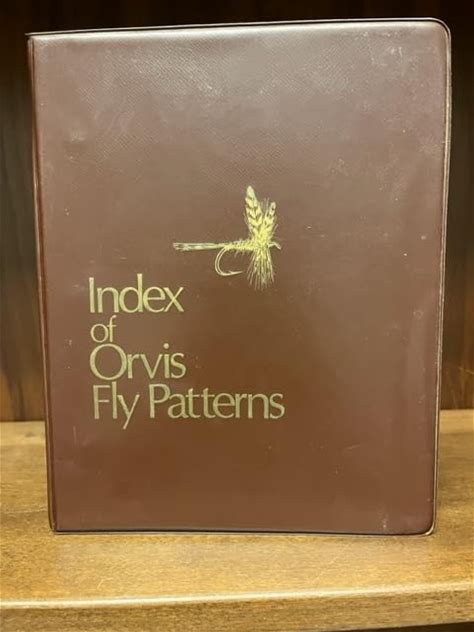 Index
of
Orvis
Fly Patterns